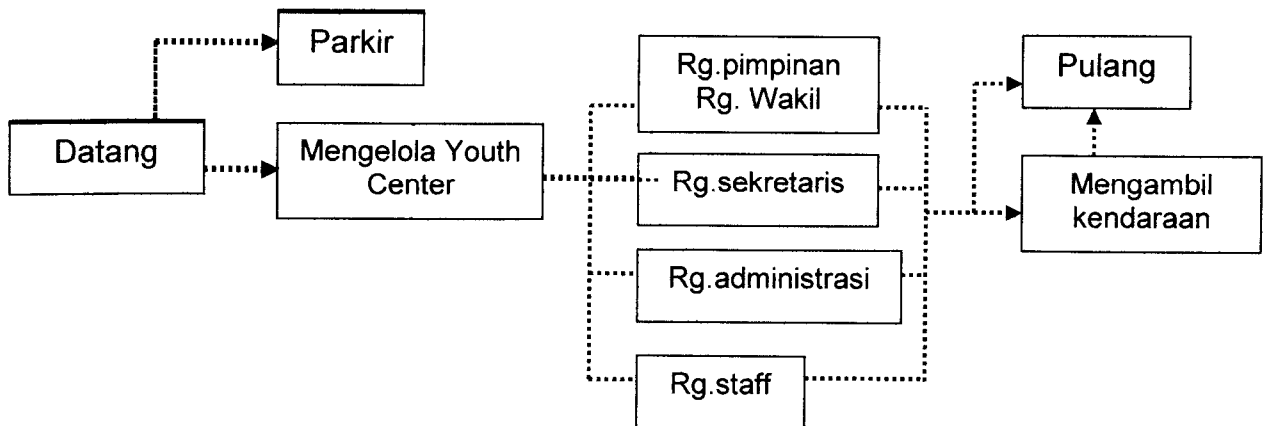 Datang
Parkir
Mengelola Youth
Center
Rg.pimpinan
Rg. Wakil
Rg.sekretaris
Rg.administrasi
Rg.staff
Pulang
Mengambil
kendaraan